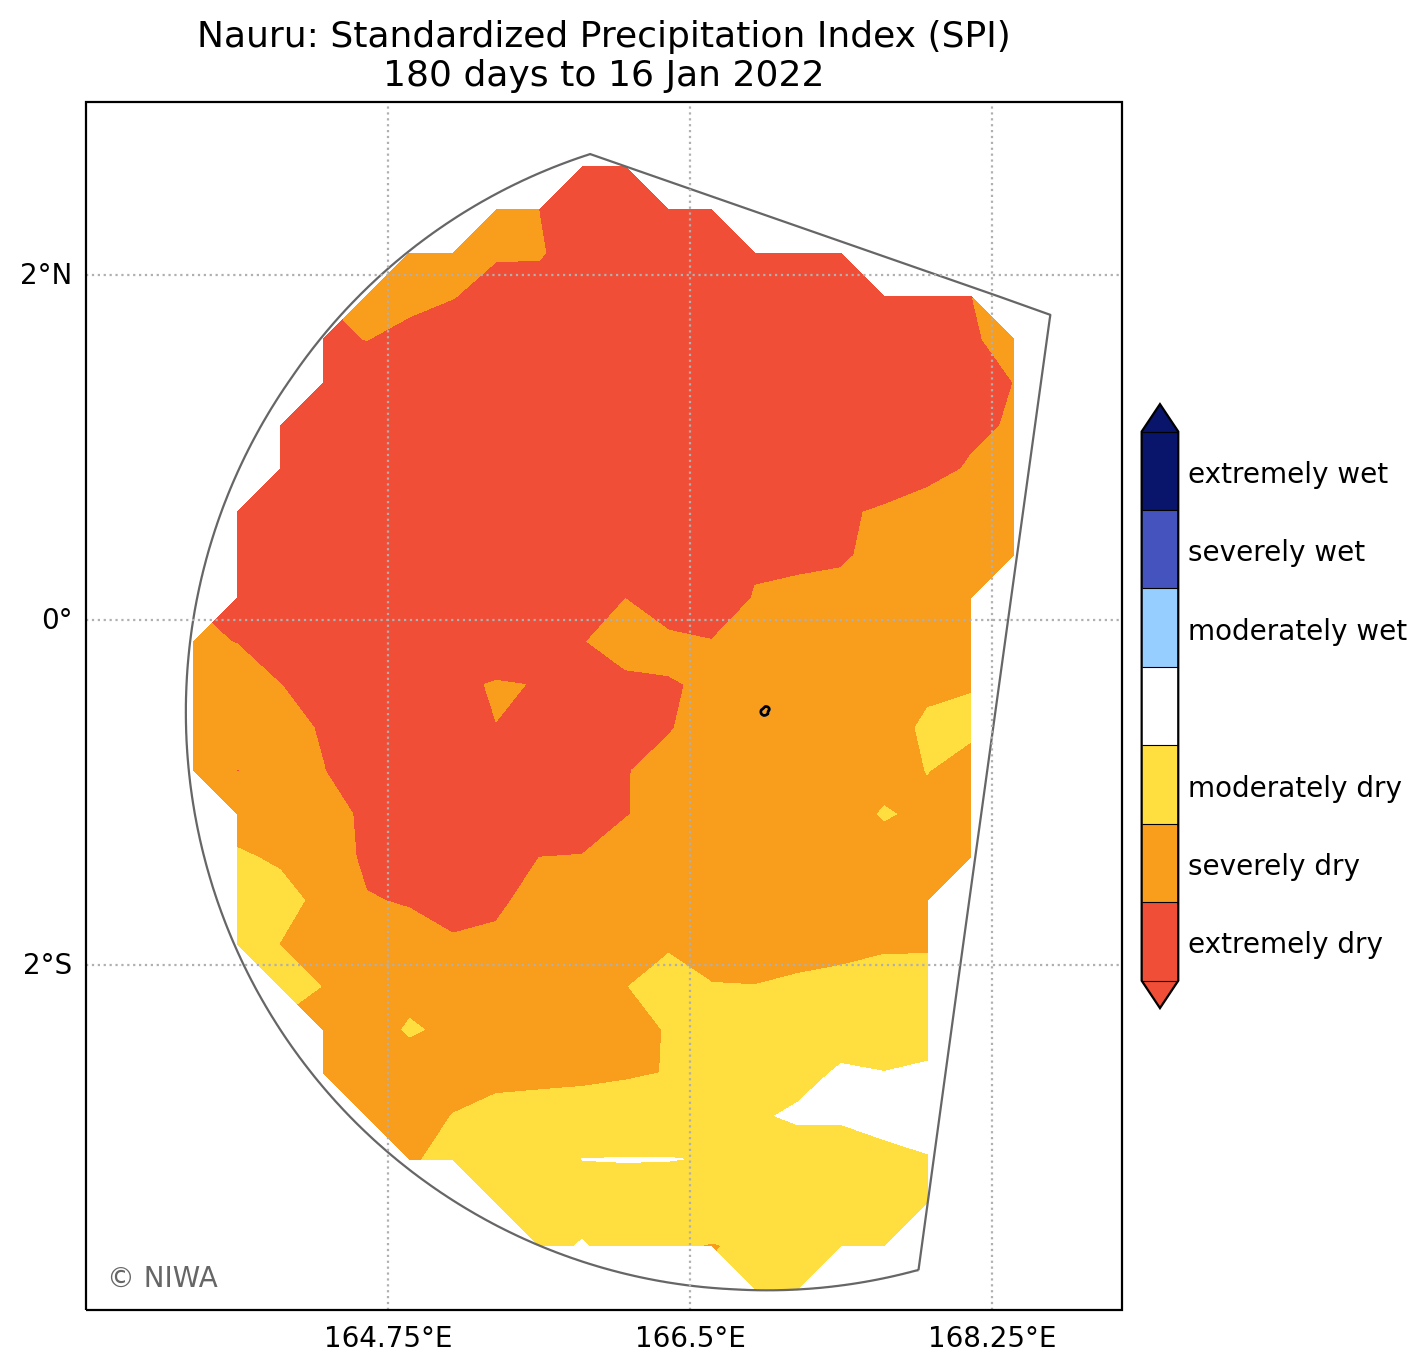 Nauru: Standardized Precipitation Index (SPI)
180 days to 16 Jan 2022
2°N
0°
2°S
164.75°E
166.5°E
168.25°E
extremely wet
severely wet
moderately wet
moderately dry
severely dry
extremely dry
© NIWA